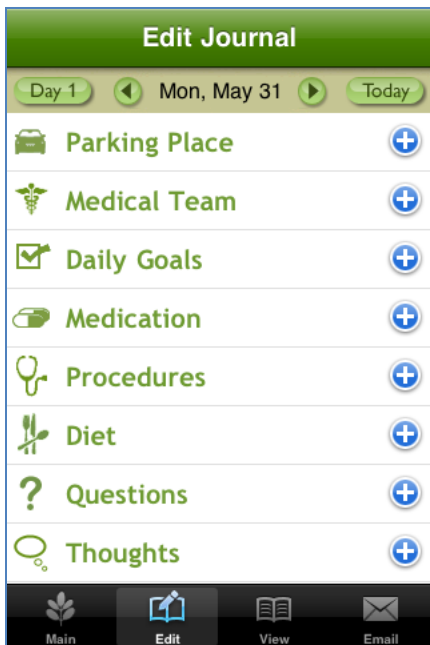 Edit Journal
Day 1 Mon, May 31 Today
Parking Place
Medical Team
Daily Goals
Medication
Procedures
Diet
Questions
Thoughts
Main Edit View Email